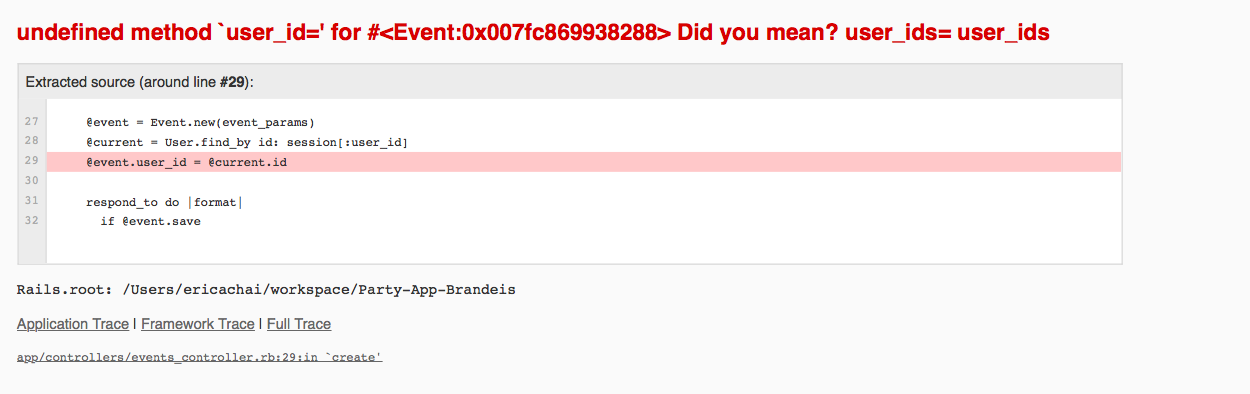 undefined method `user_id=' for #<Event:0x007fc869938288> Did you mean? user_ids= user_ids
Extracted source (around line #29):
27 @event = Event.new(event_params)
28 @current = User.find_by id: session[:user_id]
29 @event.user_id = @current.id
30
31 respond_to do |format|
32 if @event.save
Rails.root: /Users/ericachai/workspace/Party-App-Brandeis
Application Trace | Framework Trace | Full Trace
app/controllers/events_controller.rb:29:in `create'